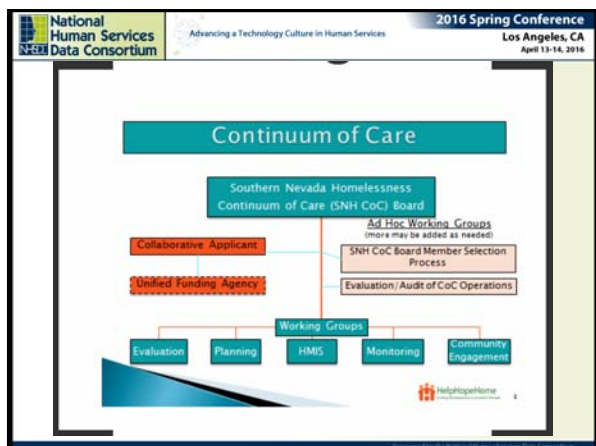 National
Human Services
Data Consortium
NHSDC
Advancing a Technology Culture in Human Services
2016 Spring Conference
Los Angeles, CA
April 13-14, 2016
Continuum of Care
Southern Nevada Homelessness
Continuum of Care (SNH CoC) Board
Ad Hoc Working Groups
(more may be added as needed)
Collaborative Applicant
SNH CoC Board Member Selection
Process
Unified Funding Agency
Evaluation/Audit of CoC Operations
Working Groups
Evaluation
Planning
HMIS
Monitoring
Community
Engagement
HelpHopeHome